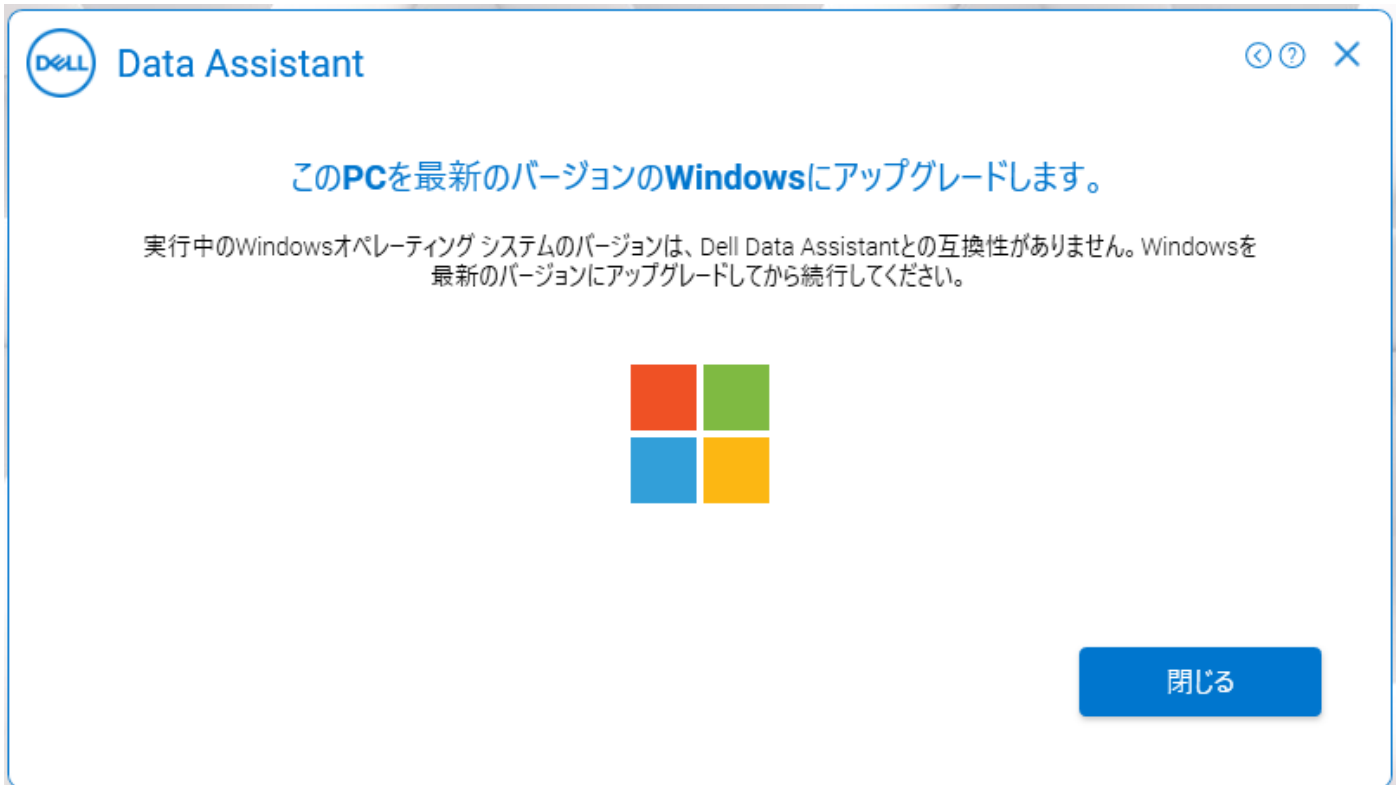 DELL
Data Assistant
このPCを最新のバージョンのWindowsにアップグレードします。
実行中のWindowsオペレーティング システムのバージョンは、Dell Data Assistantとの互換性がありません。Windowsを
最新のバージョンにアップグレードしてから続行してください。
閉じる